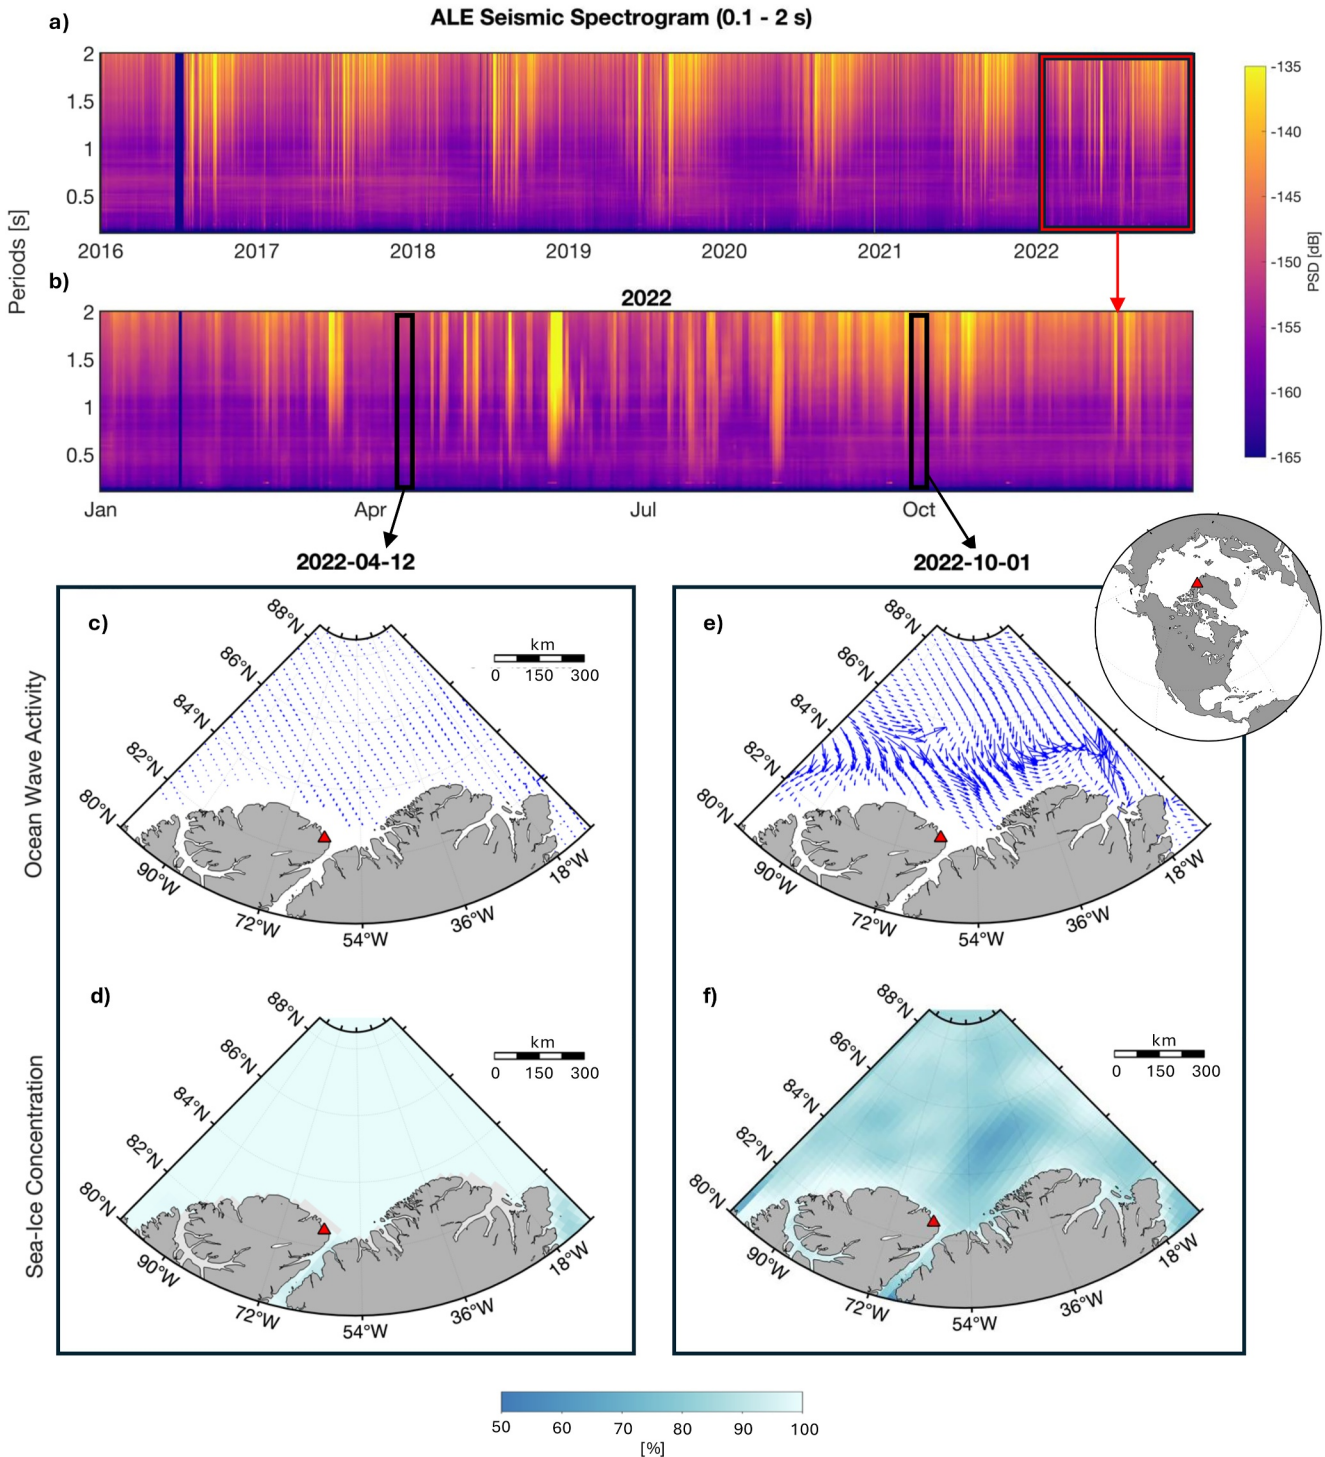 a)
ALE Seismic Spectrogram (0.1 - 2 s)
2
1.5
1
0.5
2016 2017 2018 2019 2020 2021 2022
Periods [s]
-135
-140
-145
-150
-155
-160
-165
PSD [dB]
b)
2022
2
1.5
1
0.5
Jan Apr Jul Oct
2022-04-12
2022-10-01
Ocean Wave Activity
c)
88°N
86°N
84°N
82°N
80°N
90°W
72°W
54°W
36°W
18°W
km
0 150 300
e)
88°N
86°N
84°N
82°N
80°N
90°W
72°W
54°W
36°W
18°W
Sea-Ice Concentration
d)
88°N
86°N
84°N
82°N
80°N
90°W
72°W
54°W
36°W
18°W
km
0 150 300
f)
88°N
86°N
84°N
82°N
80°N
90°W
72°W
54°W
36°W
18°W
km
0 150 300
50 60 70 80 90 100
[%]